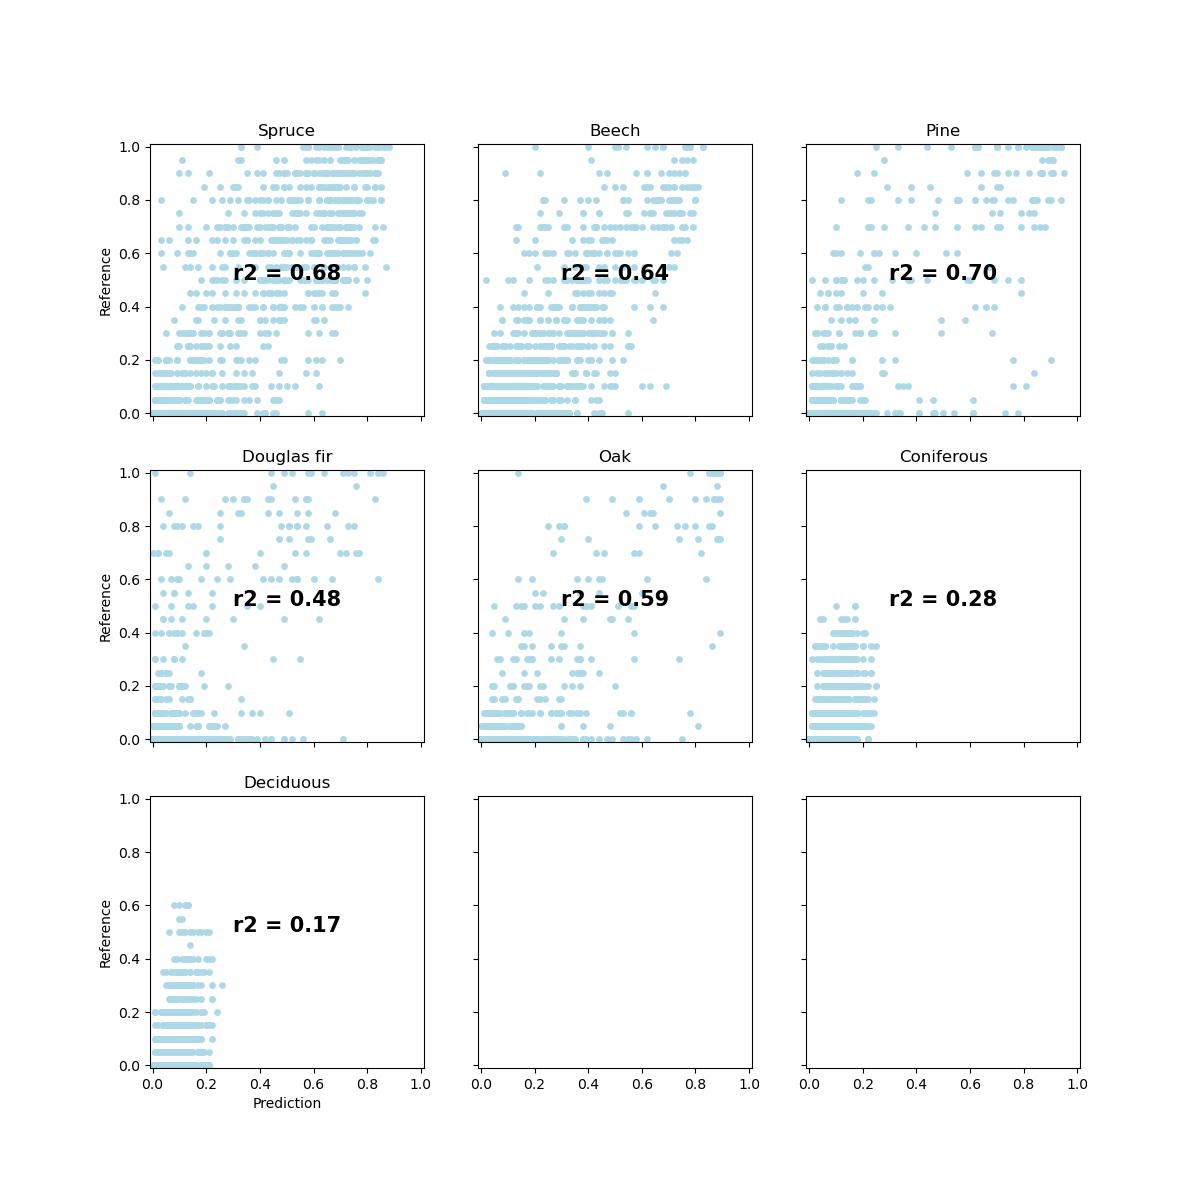 Spruce
Beech
Pine
1.0
0.8
0.6
0.4
0.2
0.0
Reference
r2 = 0.68
r2 = 0.64
r2 = 0.70
Douglas fir
Oak
Coniferous
1.0
0.8
0.6
0.4
0.2
0.0
Reference
r2 = 0.48
r2 = 0.59
r2 = 0.28
Deciduous
1.0
0.8
0.6
0.4
0.2
0.0
Reference
r2 = 0.17
0.0 0.2 0.4 0.6 0.8 1.0
0.0 0.2 0.4 0.6 0.8 1.0
0.0 0.2 0.4 0.6 0.8 1.0
Prediction